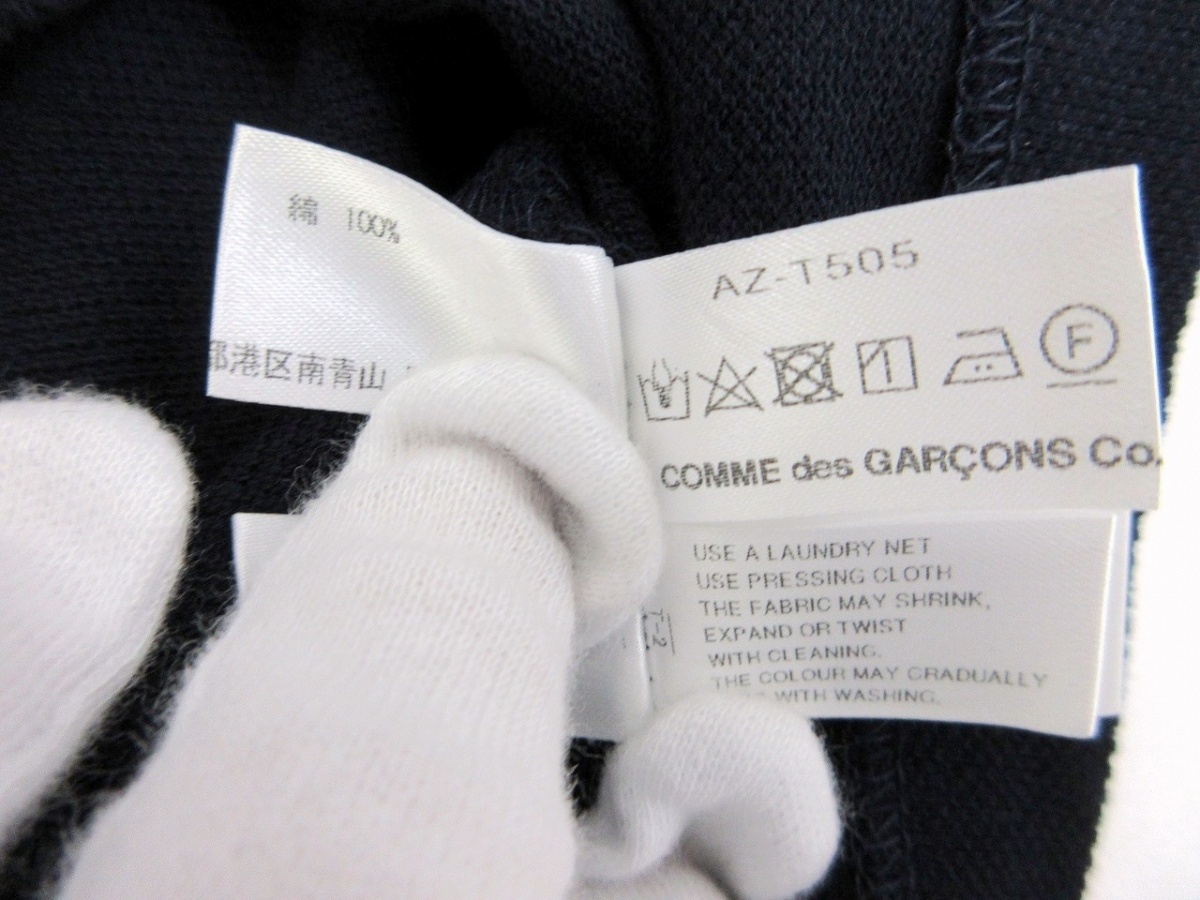 綿 100%
港区南青山
AZ-T505
F
COMME des GARÇONS Co.
USE A LAUNDRY NET
USE PRESSING CLOTH
THE FABRIC MAY SHRINK,
EXPAND OR TWIST
WITH CLEANING.
THE COLOUR MAY GRADUALLY
WITH WASHING.
T-2